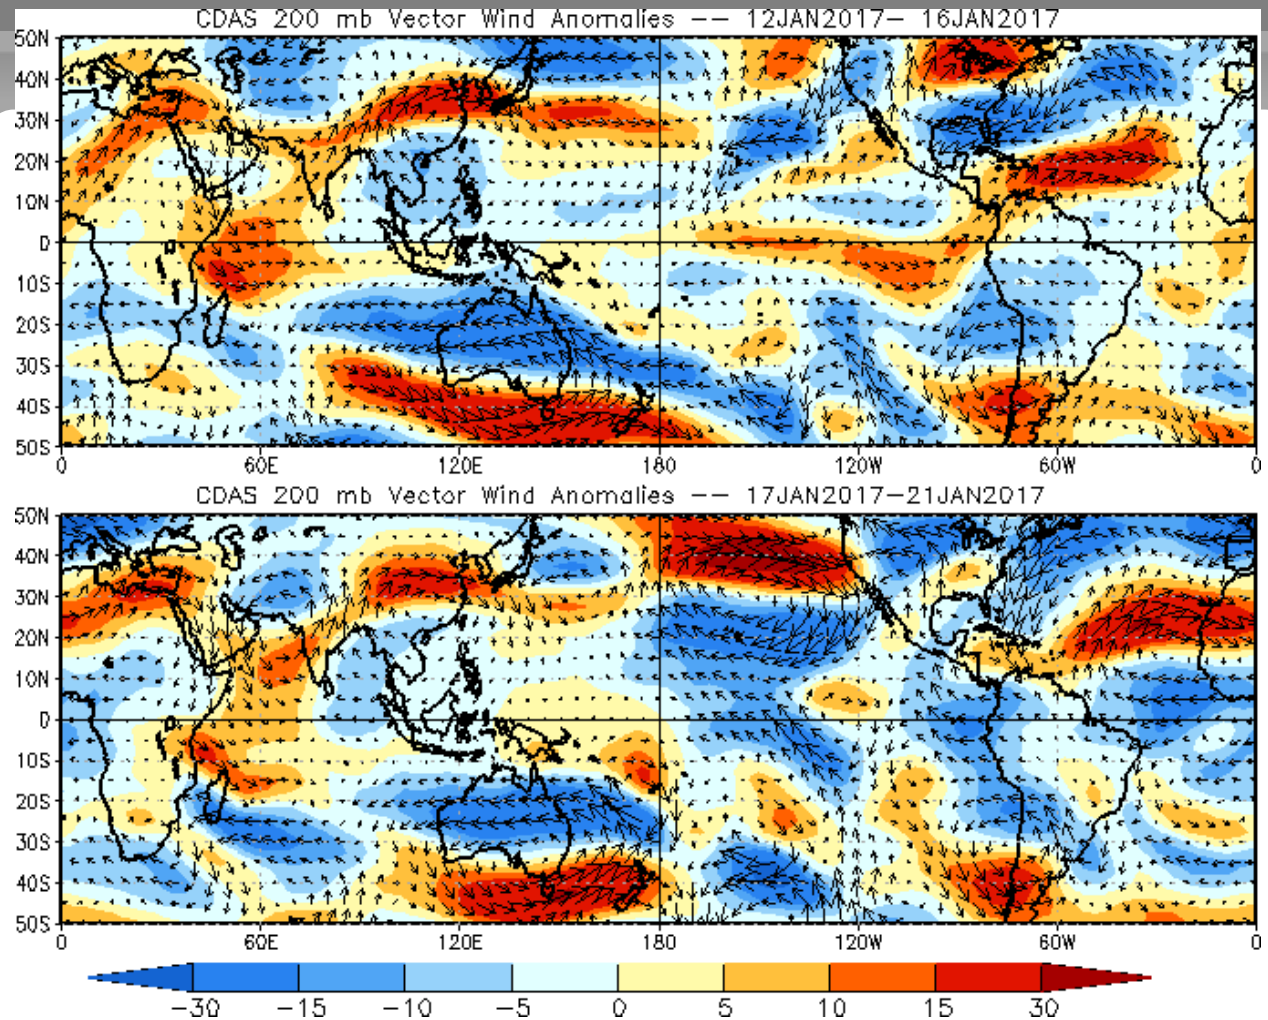 CDAS 200 mb Vector Wind Anomalies –– 12JAN2017– 16JAN2017
50N
40N
30N
20N
10N
0
10S
20S
30S
40S
50S
0 60E 120E 180 120W 60W 0
CDAS 200 mb Vector Wind Anomalies –– 17JAN2017–21JAN2017
50N
40N
30N
20N
10N
0
10S
20S
30S
40S
50S
0 60E 120E 180 120W 60W 0
−30 −15 −10 −5 0 5 10 15 30